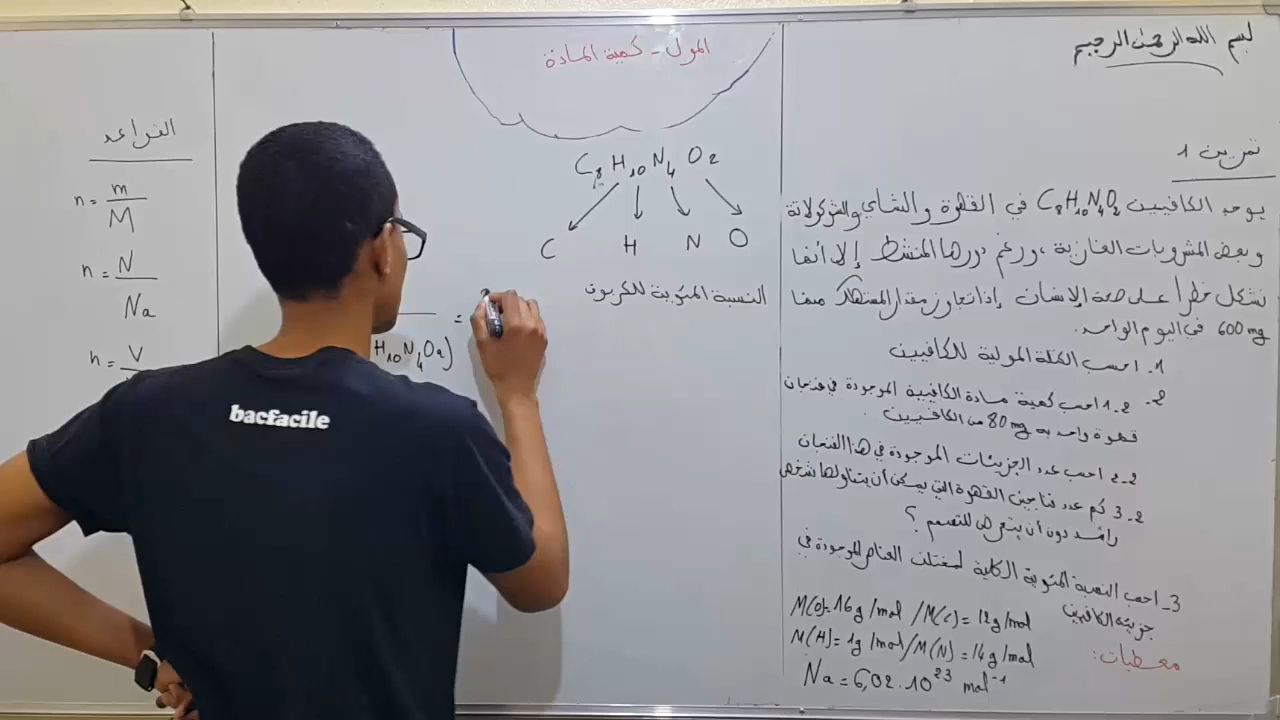 بسم الله الرحمن الرحيم
المول - كمية المادة
تمرين 1
يوجد الكافيين C8H10N4O2 في القهوة والشاي والشوكولاتة
وبعض المشروبات الغازية، ورغم دورها المنشط إلا أنها
تشكل خطرا على صحة الإنسان إذا تجاوز مقدار المستهلك منها
600 mg في اليوم الواحد.
1- احسب الكتلة المولية للكافيين
2- 2-1 احسب كمية مادة الكافيين الموجودة في فنجان
قهوة واحد به 80 mg من الكافيين.
2-2 احسب عدد الجزيئات الموجودة في هذا الفنجان
2-3 كم عدد فناجين القهوة التي يمكن أن يتناولها شخص
راشد دون أن يتعرض للتسمم؟
3- احسب النسبة المئوية الكلية لمختلف العناصر الموجودة في
جزيئة الكافيين
معطيات:
M(O)=16g/mol / M(C)=12g/mol
M(H)=1g/mol / M(N)=14g/mol
Na=6,02.10²³ mol⁻¹
C8H10N4O2
C H N O
النسبة المئوية للكربون
=
H10N4O2)
القواعد
n = m/M
n = N/Na
n = V
bacfacile